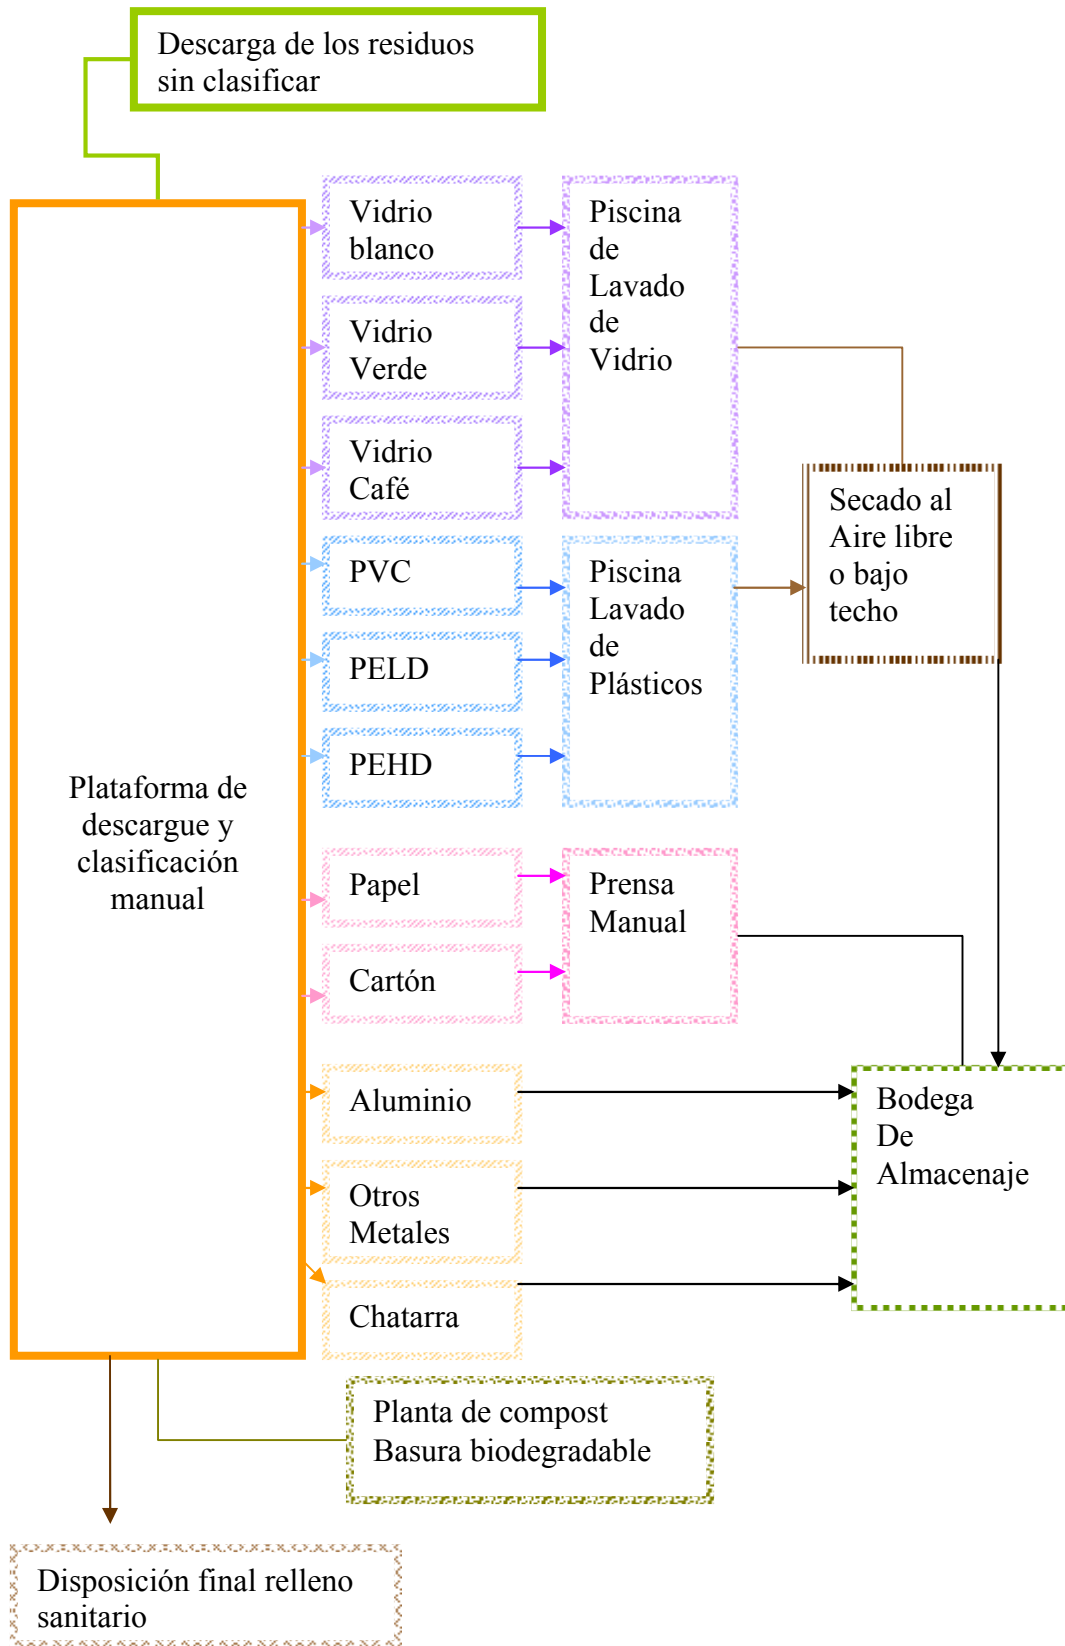 Descarga de los residuos
sin clasificar
Vidrio
blanco
Piscina
de
Lavado
de
Vidrio
Vidrio
Verde
Vidrio
Café
Secado al
Aire libre
o bajo
techo
PVC
Piscina
Lavado
de
Plásticos
PELD
PEHD
Plataforma de
descargue y
clasificación
manual
Papel
Prensa
Manual
Cartón
Aluminio
Bodega
De
Almacenaje
Otros
Metales
Chatarra
Planta de compost
Basura biodegradable
Disposición final relleno
sanitario